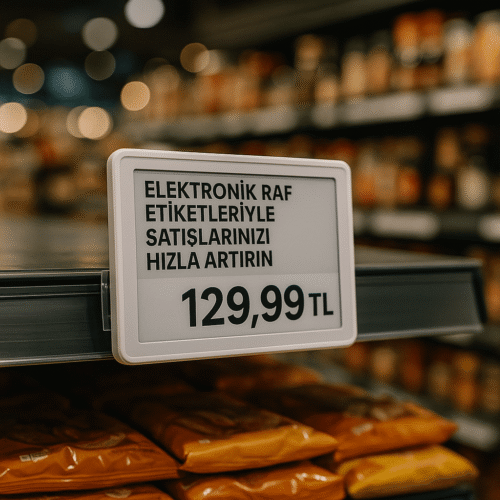 ELEKTRONİK RAF
ETİKETLERİYLE
SATIŞLARINIZI
HIZLA ARTIRIN
129,99 TL